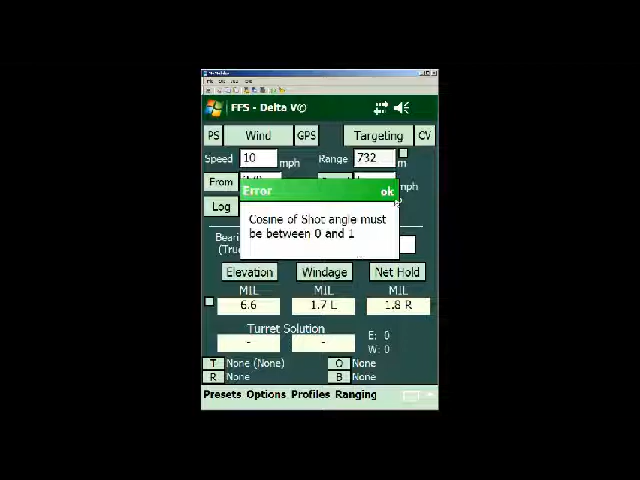 FFS - Delta V
PS Wind GPS Targeting CV
Speed 10 mph Range 732 m
From mph
Error ok
Log
Cosine of Shot angle must
be between 0 and 1
Elevation Windage Net Hold
MIL MIL MIL
6.6 1.7 L 1.8 R
Turret Solution
- - E: 0
W: 0
T None (None) O None
R None B None
Presets Options Profiles Ranging